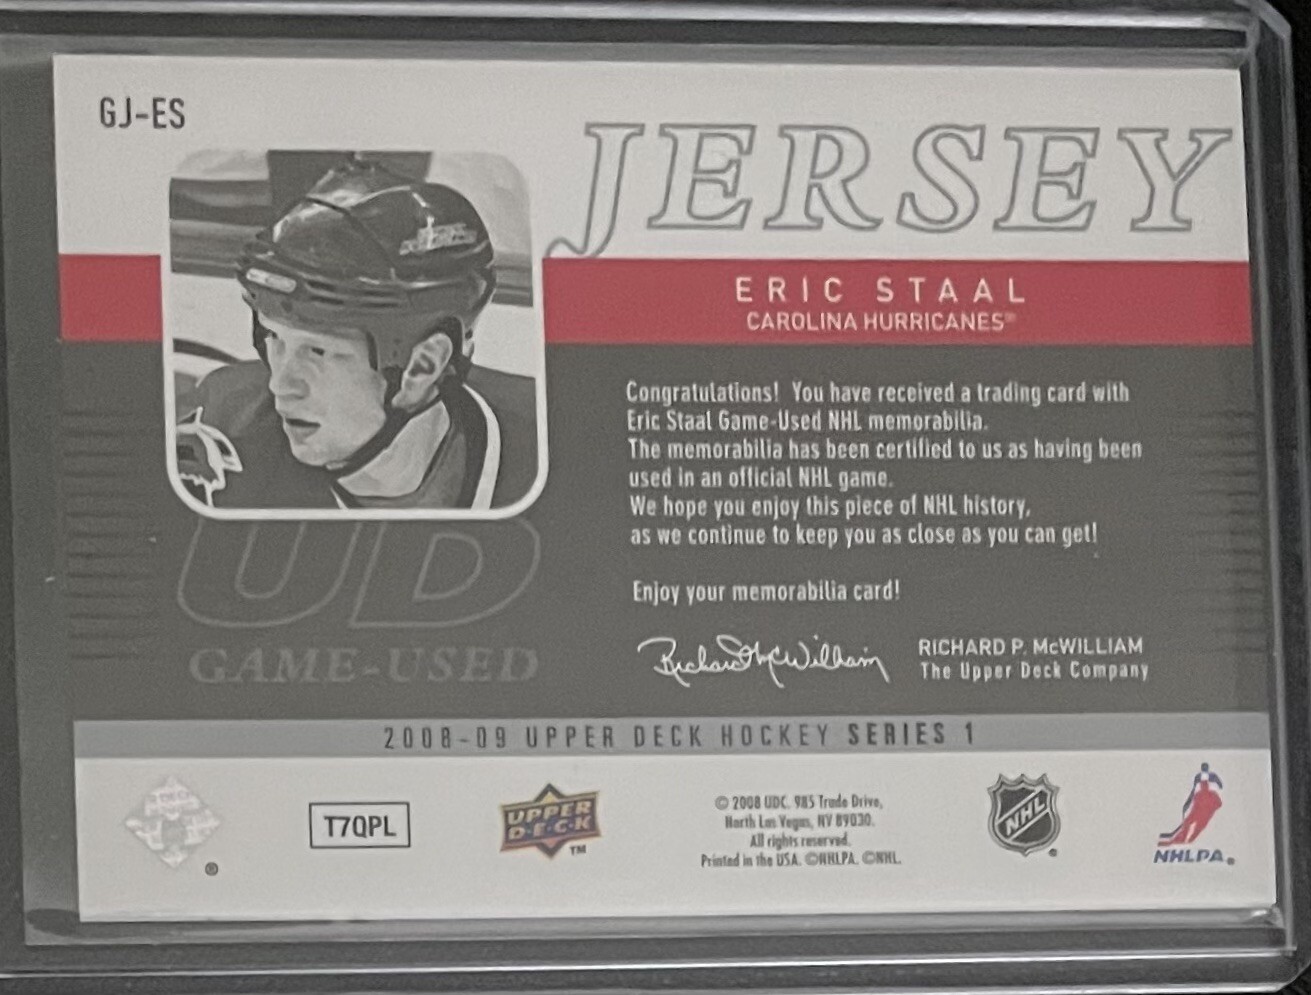 GJ-ES
JERSEY
ERIC STAAL
CAROLINA HURRICANES
Congratulations! You have received a trading card with
Eric Staal Game-Used NHL memorabilia.
The memorabilia has been certified to us as having been
used in an official NHL game.
We hope you enjoy this piece of NHL history,
as we continue to keep you as close as you can get!
Enjoy your memorabilia card!
UD
GAME-USED
Richard McWilliam
RICHARD P. McWILLIAM
The Upper Deck Company
2008-09 UPPER DECK HOCKEY SERIES 1
®
T7QPL
UPPER
D·E·C·K
TM
© 2008 UDC. 985 Trade Drive,
North Las Vegas, NV 89030.
All rights reserved.
Printed in the USA. ©NHLPA. ©NHL.
NHL
NHLPA®